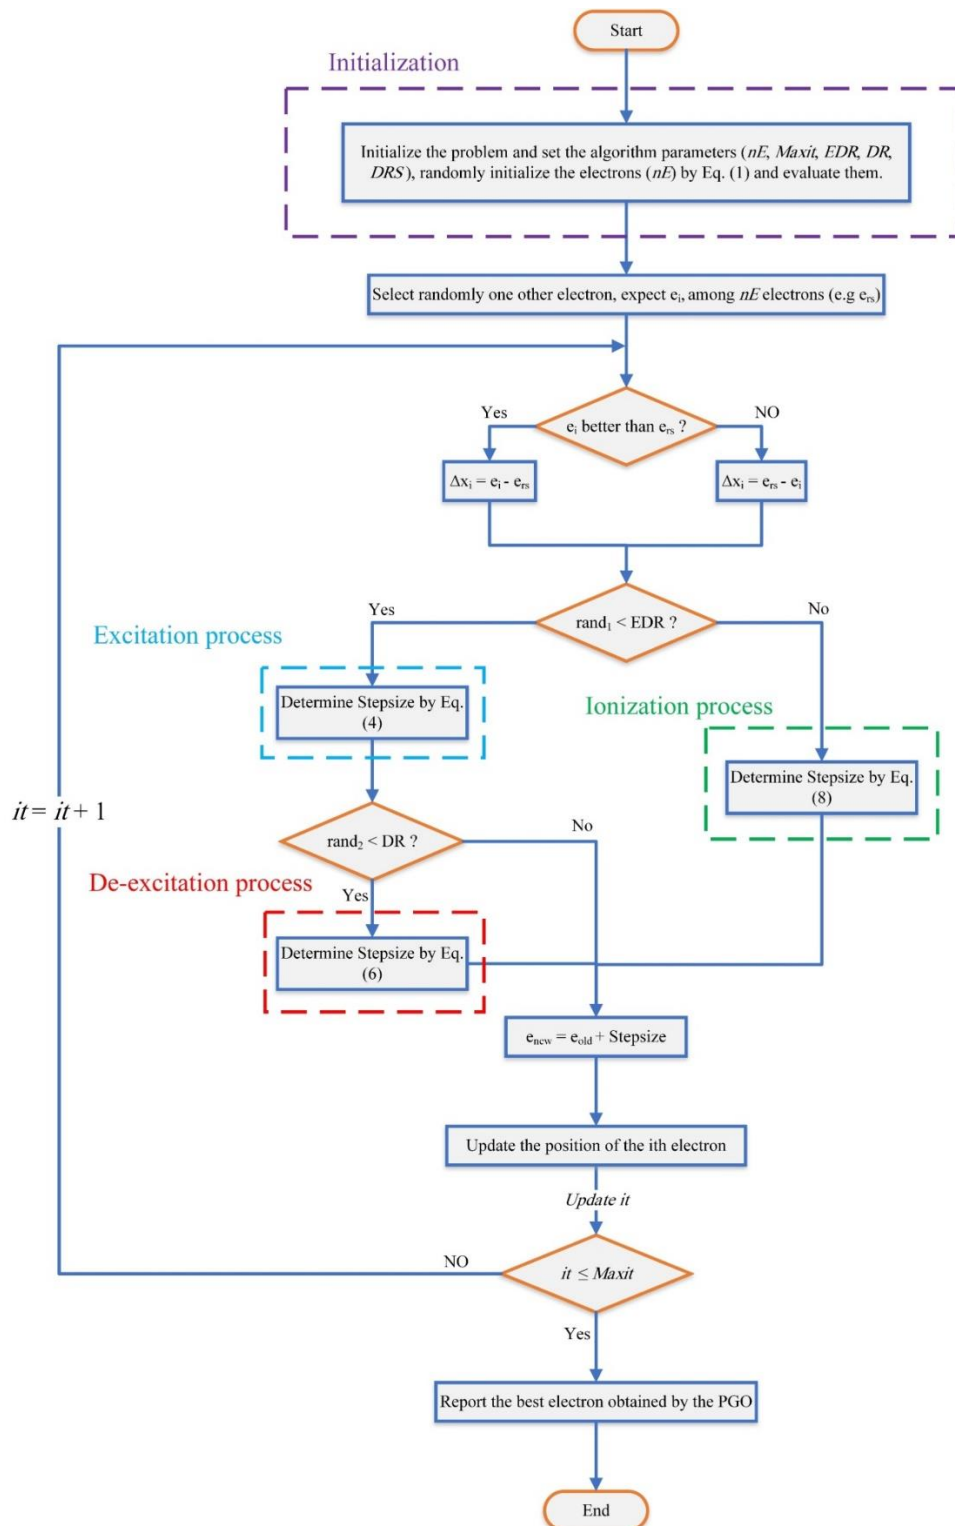 Start
Initialization
Initialize the problem and set the algorithm parameters (nE, Maxit, EDR, DR,
DRS), randomly initialize the electrons (nE) by Eq. (1) and evaluate them.
Select randomly one other electron, expect eᵢ, among nE electrons (e.g eᵣₛ)
Yes
eᵢ better than eᵣₛ ?
NO
Δxᵢ = eᵢ - eᵣₛ
Δxᵢ = eᵣₛ - eᵢ
Yes
rand₁ < EDR ?
No
Excitation process
Determine Stepsize by Eq.
(4)
Ionization process
Determine Stepsize by Eq.
(8)
it = it + 1
rand₂ < DR ?
No
De-excitation process
Yes
Determine Stepsize by Eq.
(6)
e_new = e_old + Stepsize
Update the position of the ith electron
Update it
NO
it ≤ Maxit
Yes
Report the best electron obtained by the PGO
End